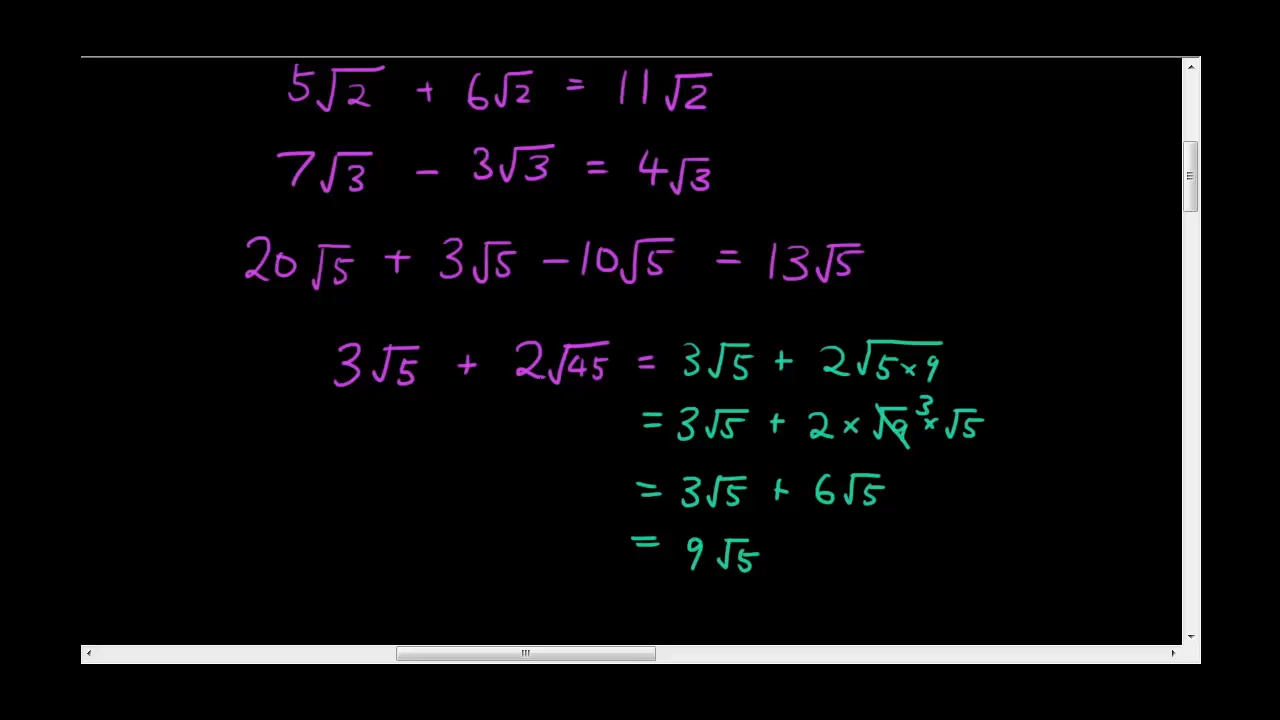 5√2 + 6√2 = 11√2
7√3 - 3√3 = 4√3
20√5 + 3√5 - 10√5 = 13√5
3√5 + 2√45 = 3√5 + 2√5×9
= 3√5 + 2 × √9 3 × √5
= 3√5 + 6√5
= 9√5